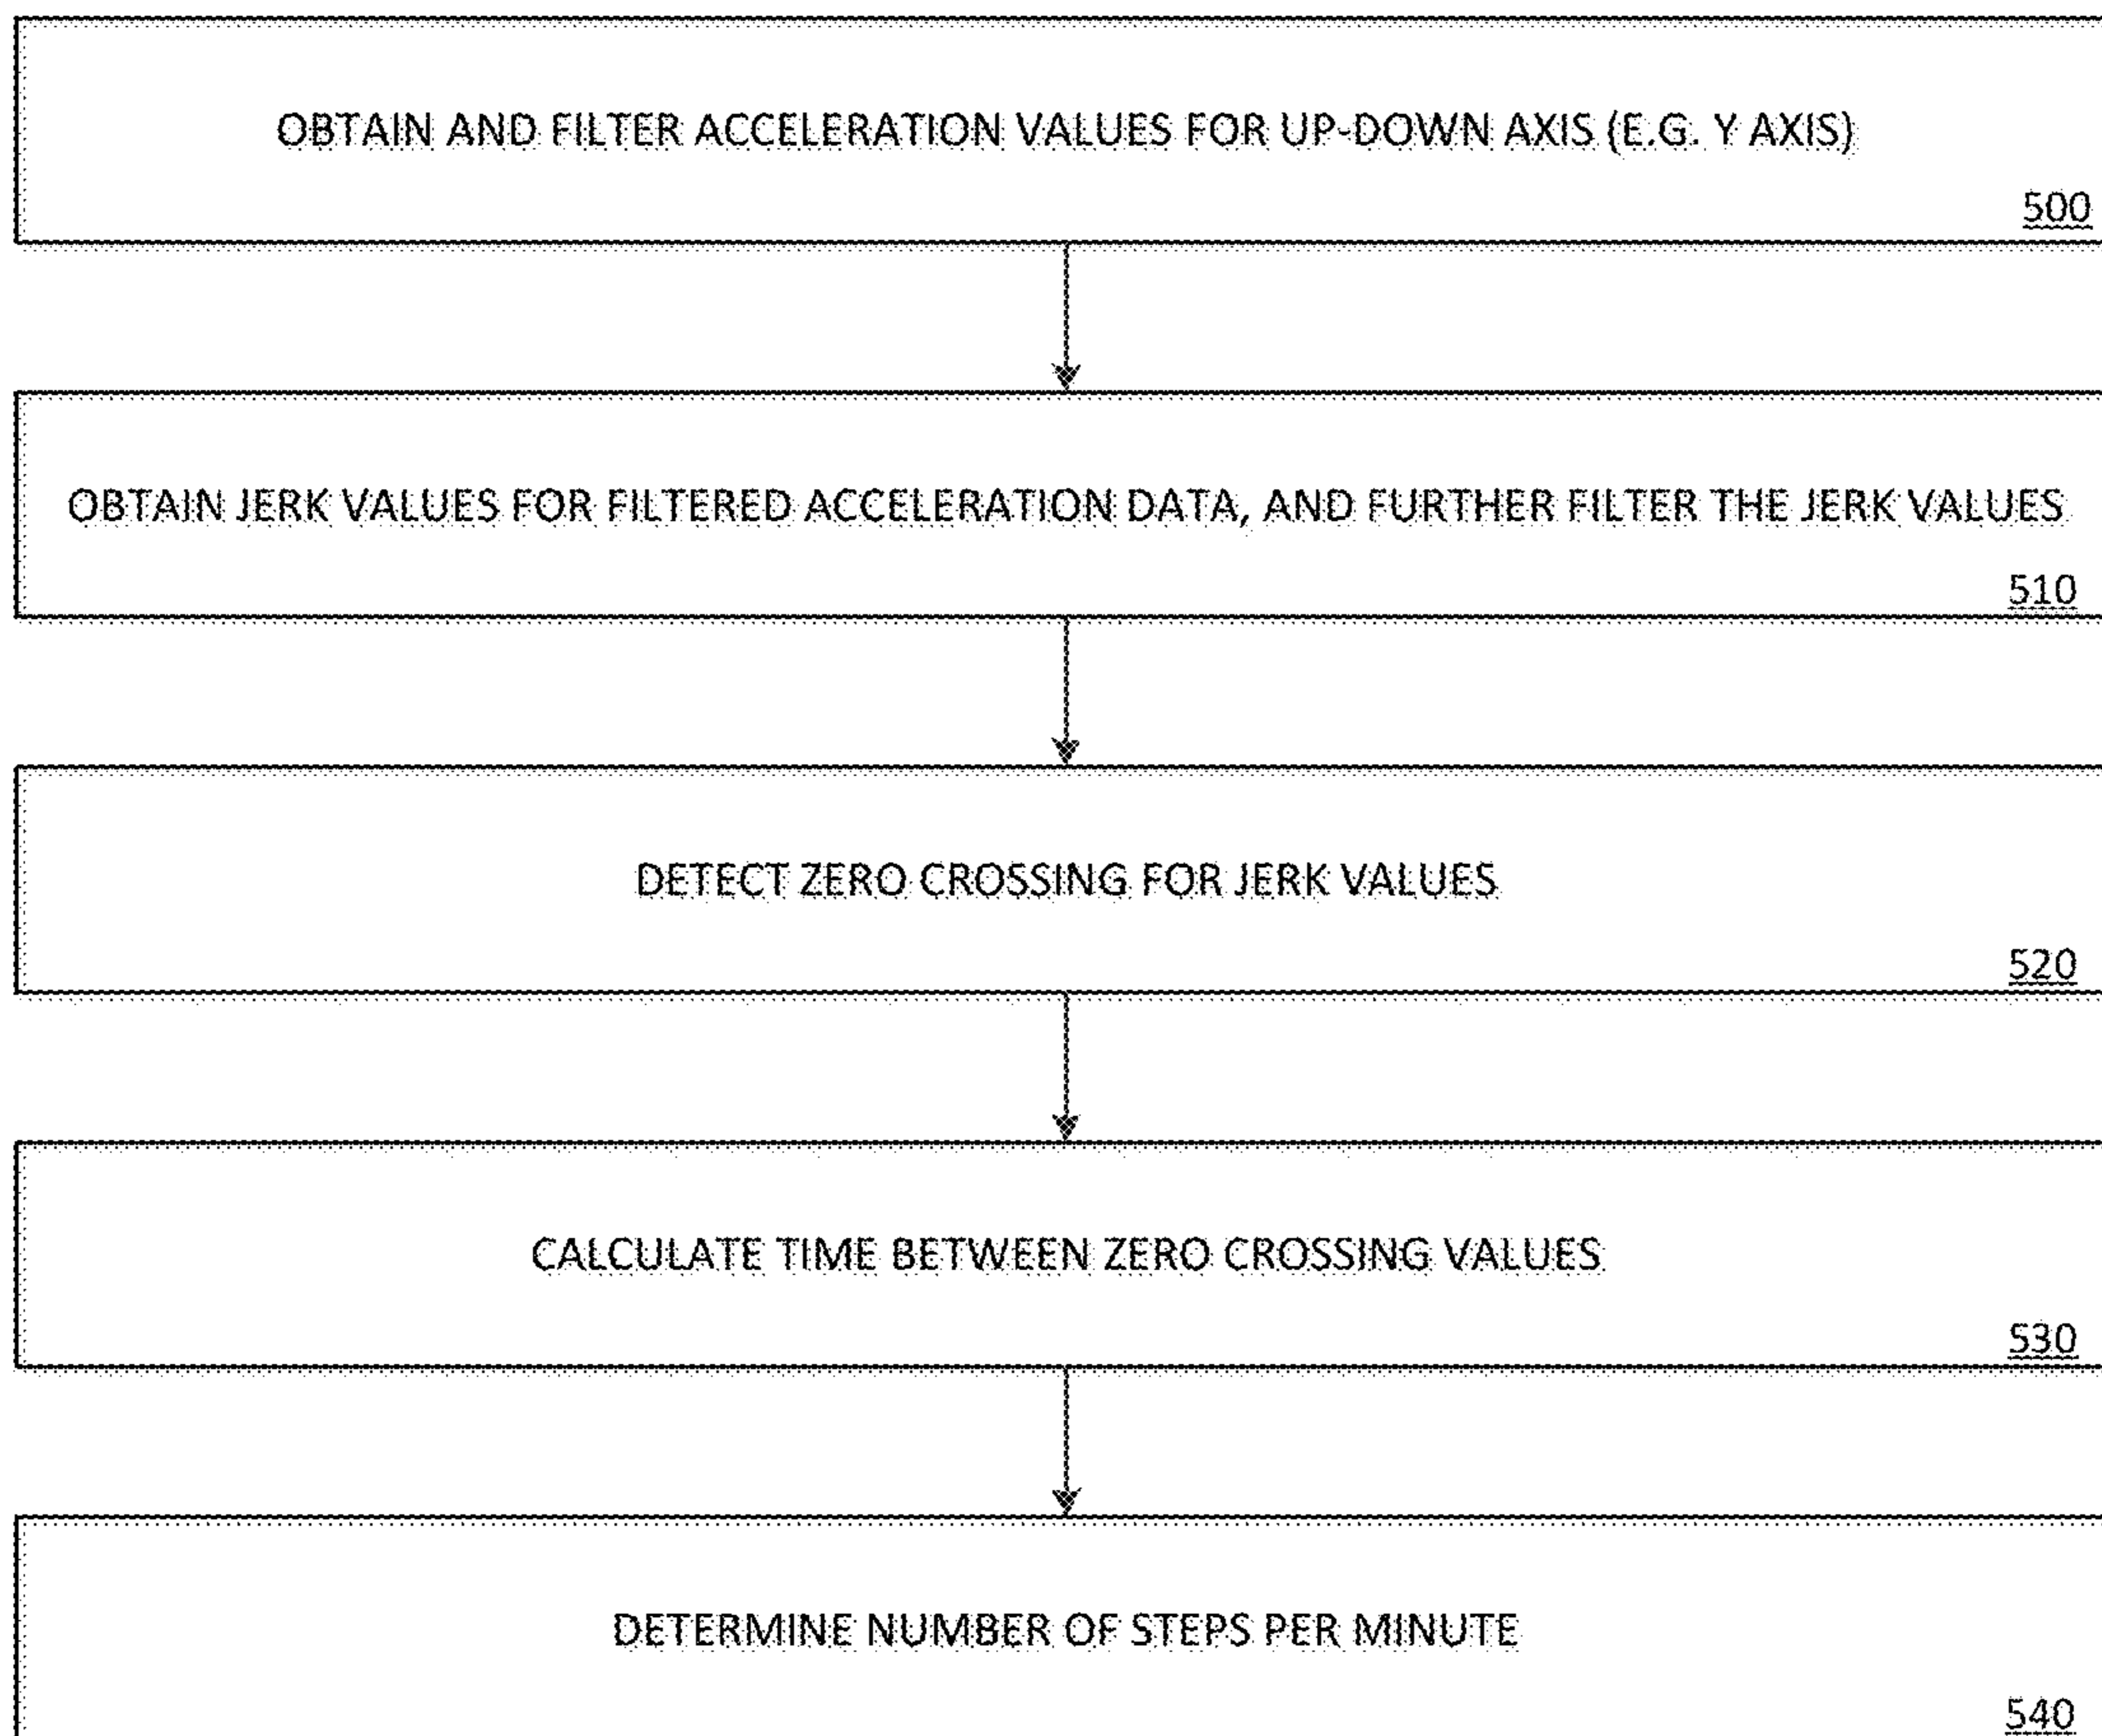 OBTAIN AND FILTER ACCELERATION VALUES FOR UP-DOWN AXIS (E.G. Y AXIS)
500
OBTAIN JERK VALUES FOR FILTERED ACCELERATION DATA, AND FURTHER FILTER THE JERK VALUES
510
DETECT ZERO CROSSING FOR JERK VALUES
520
CALCULATE TIME BETWEEN ZERO CROSSING VALUES
530
DETERMINE NUMBER OF STEPS PER MINUTE
540